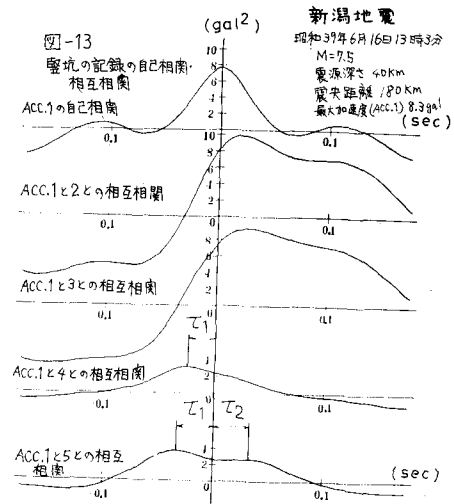 (gal²)
図-13
竪坑の記録の自己相関・
相互相関
新潟地震
昭和39年6月16日13時3分
M=7.5
震源深さ 40Km
震央距離 180Km
最大加速度(ACC.1) 8.3gal
(sec)
ACC.1の自己相関
10
8
6
4
2
0.1
0
0.1
ACC.1と2との相互相関
10
8
6
4
2
0.1
0
0.1
ACC.1と3との相互相関
8
6
4
2
0.1
0
0.1
τ₁
ACC.1と4との相互相関
4
2
0.1
0
0.1
τ₁ τ₂
ACC.1と5との相互
相関
4
2
(sec)
0.1
0
0.1